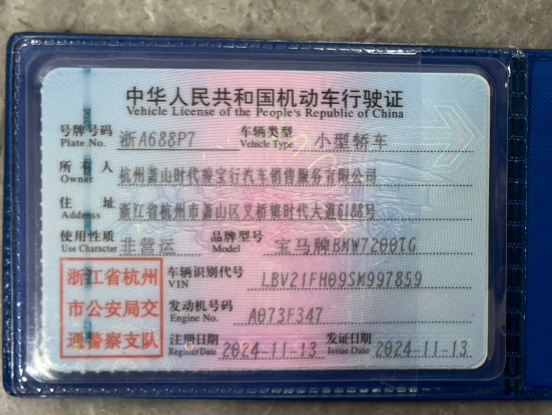 中华人民共和国机动车行驶证
Vehicle License of the People's Republic of China
号牌号码 浙A688P7 车辆类型 小型轿车
Plate No. Vehicle Type
所有人 杭州萧山时代骏宝行汽车销售服务有限公司
Owner
住址 浙江省杭州市萧山区义桥镇时代大道6188号
Address
使用性质 非营运 品牌型号 宝马牌BMW7200TG
Use Character Model
浙江省杭州
市公安局交
通警察支队
车辆识别代号 LBV21FH09SM997859
VIN
发动机号码 A073F347
Engine No.
注册日期 2024-11-13 发证日期 2024-11-13
Register Date Issue Date